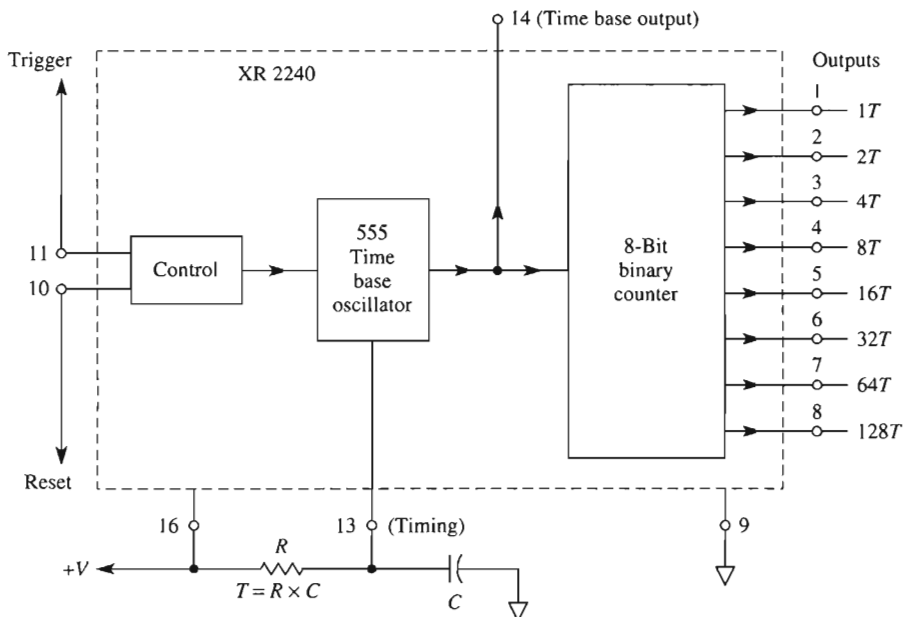 14 (Time base output)
Trigger
XR 2240
Outputs
1
1T
2
2T
3
4T
555
Time
base
oscillator
8-Bit
binary
counter
4
8T
11
Control
10
5
16T
6
32T
7
64T
8
128T
Reset
16
13 (Timing)
9
+V
R
T = R × C
C